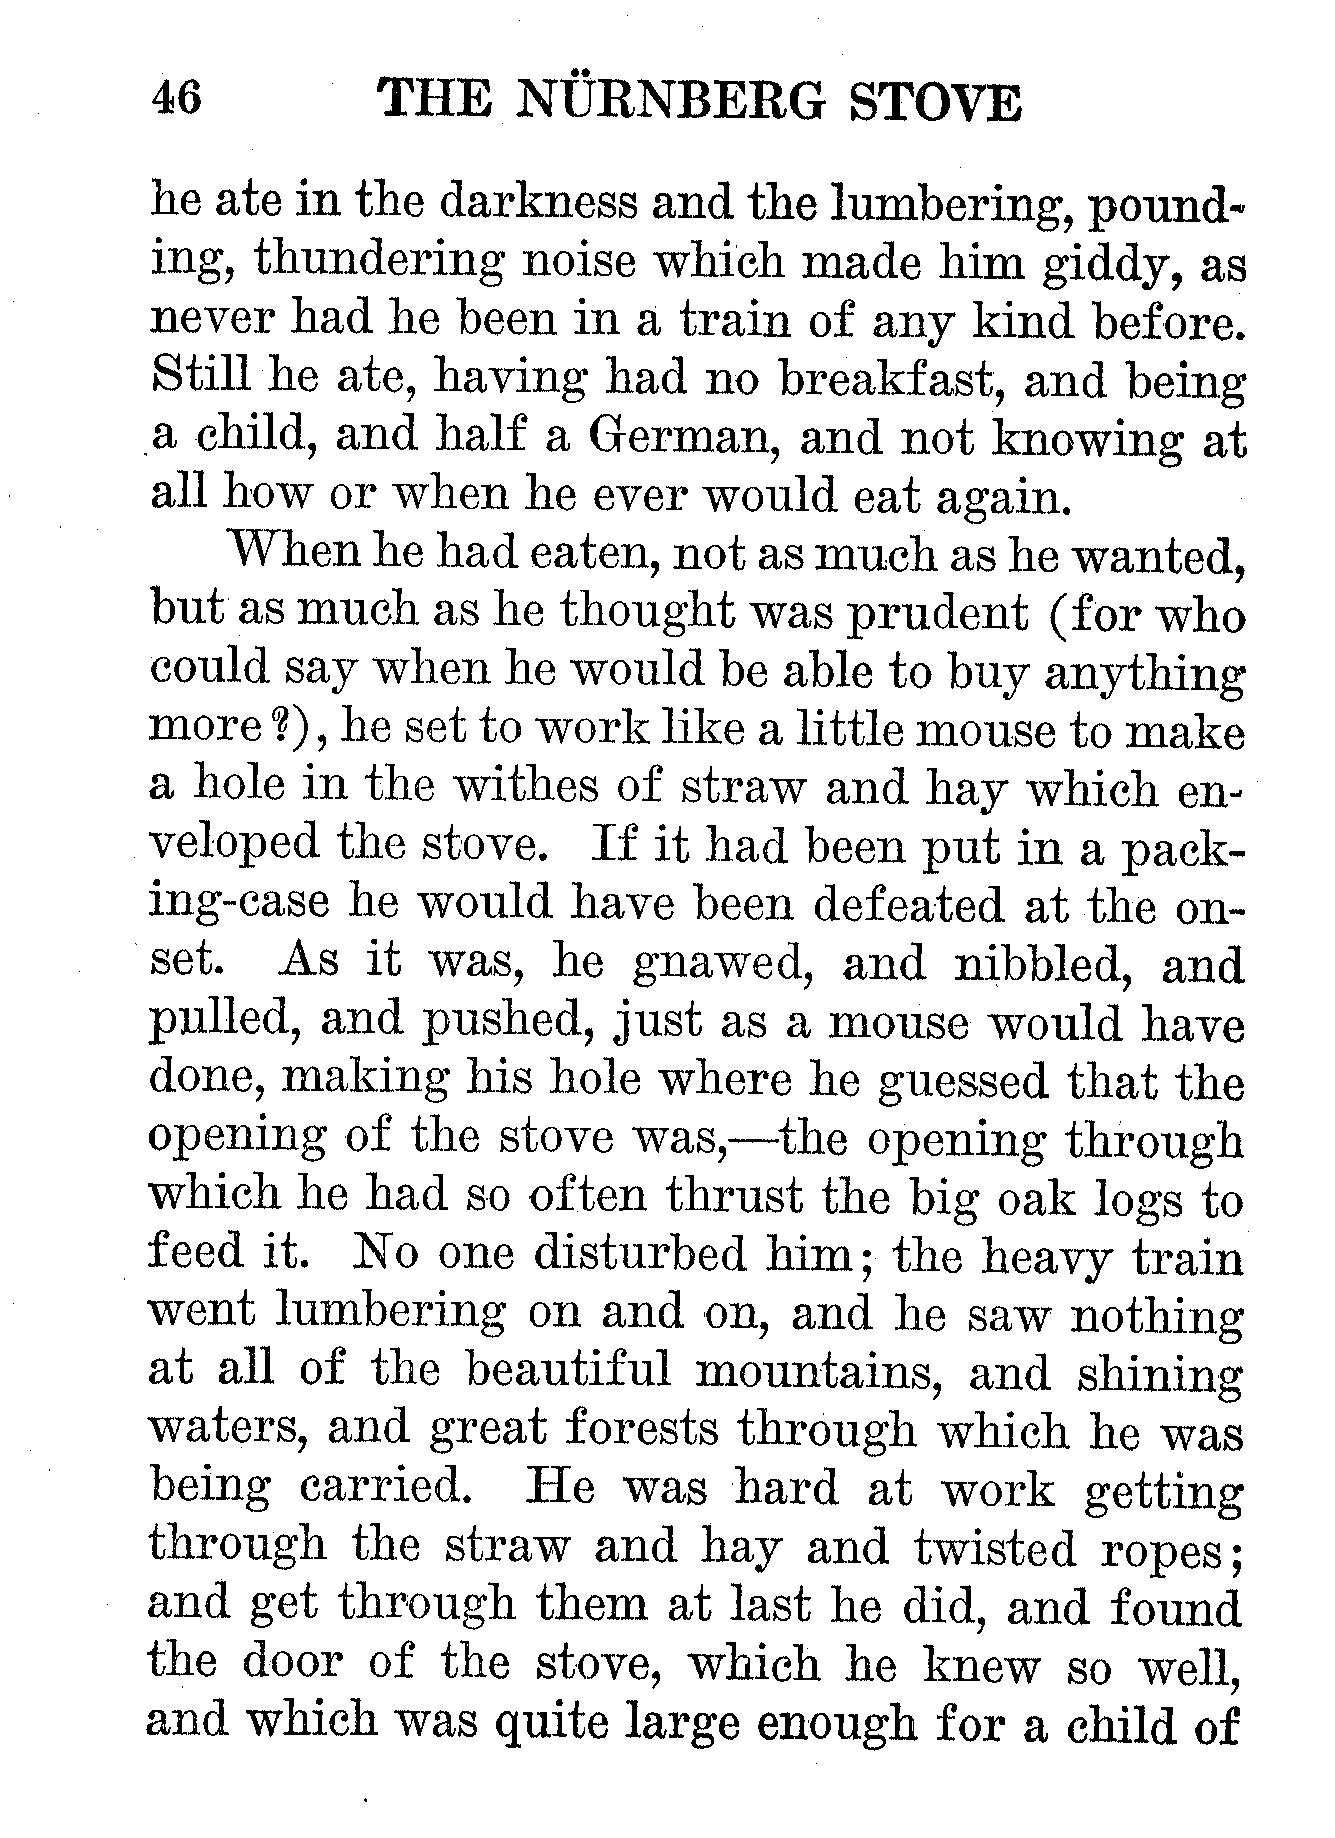 46 THE NÜRNBERG STOVE
he ate in the darkness and the lumbering, pound-
ing, thundering noise which made him giddy, as
never had he been in a train of any kind before.
Still he ate, having had no breakfast, and being
a child, and half a German, and not knowing at
all how or when he ever would eat again.
When he had eaten, not as much as he wanted,
but as much as he thought was prudent (for who
could say when he would be able to buy anything
more?), he set to work like a little mouse to make
a hole in the withes of straw and hay which en-
veloped the stove. If it had been put in a pack-
ing-case he would have been defeated at the on-
set. As it was, he gnawed, and nibbled, and
pulled, and pushed, just as a mouse would have
done, making his hole where he guessed that the
opening of the stove was,—the opening through
which he had so often thrust the big oak logs to
feed it. No one disturbed him; the heavy train
went lumbering on and on, and he saw nothing
at all of the beautiful mountains, and shining
waters, and great forests through which he was
being carried. He was hard at work getting
through the straw and hay and twisted ropes;
and get through them at last he did, and found
the door of the stove, which he knew so well,
and which was quite large enough for a child of